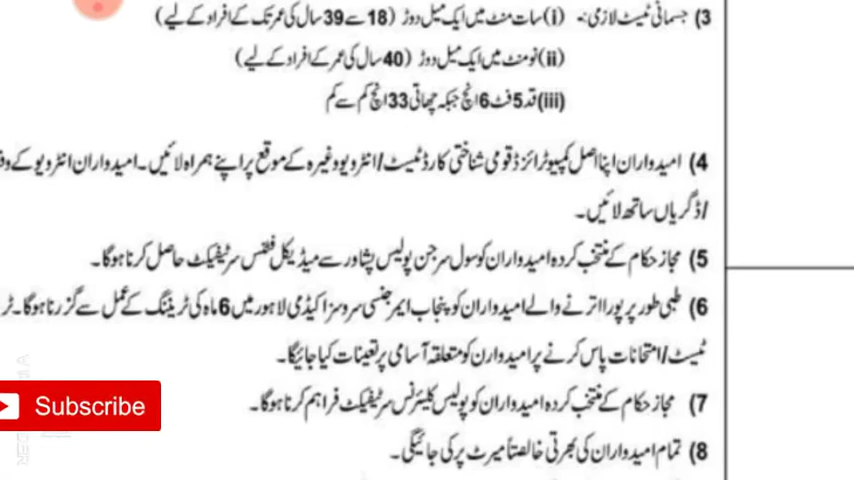 3) جسمانی ٹیسٹ لازمی:- (i) سات منٹ میں ایک میل دوڑ (18 سے 39 سال کی عمر تک کے افراد کے لیے)
(ii) نو منٹ میں ایک میل دوڑ (40 سال کی عمر کے افراد کے لیے)
(iii) قد 5 فٹ 6 انچ جبکہ چھاتی 33 انچ کم سے کم
4) امیدواران اپنا اصل کمپیوٹرائزڈ قومی شناختی کارڈ ٹیسٹ/انٹرویو وغیرہ کے موقع پر اپنے ہمراہ لائیں۔ امیدواران انٹرویو کے
/ڈگریاں ساتھ لائیں۔
5) مجاز حکام کے منتخب کردہ امیدواران کو سول سرجن پولیس پشاور سے میڈیکل فٹنس سرٹیفکیٹ حاصل کرنا ہوگا۔
6) طبی طور پر پورا اترنے والے امیدواران کو پنجاب ایمرجنسی سروسز اکیڈمی لاہور میں 6 ماہ کی ٹریننگ کے عمل سے گزرنا ہوگا۔
ٹیسٹ/امتحانات پاس کرنے پر امیدوارن کو متعلقہ آسامی پر تعینات کیا جائیگا۔
7) مجاز حکام کے منتخب کردہ امیدواران کو پولیس کلیئرنس سرٹیفکیٹ فراہم کرنا ہوگا۔
Subscribe
8) تمام امیدواران کی بھرتی خالصتاً میرٹ پر کی جائیگی۔